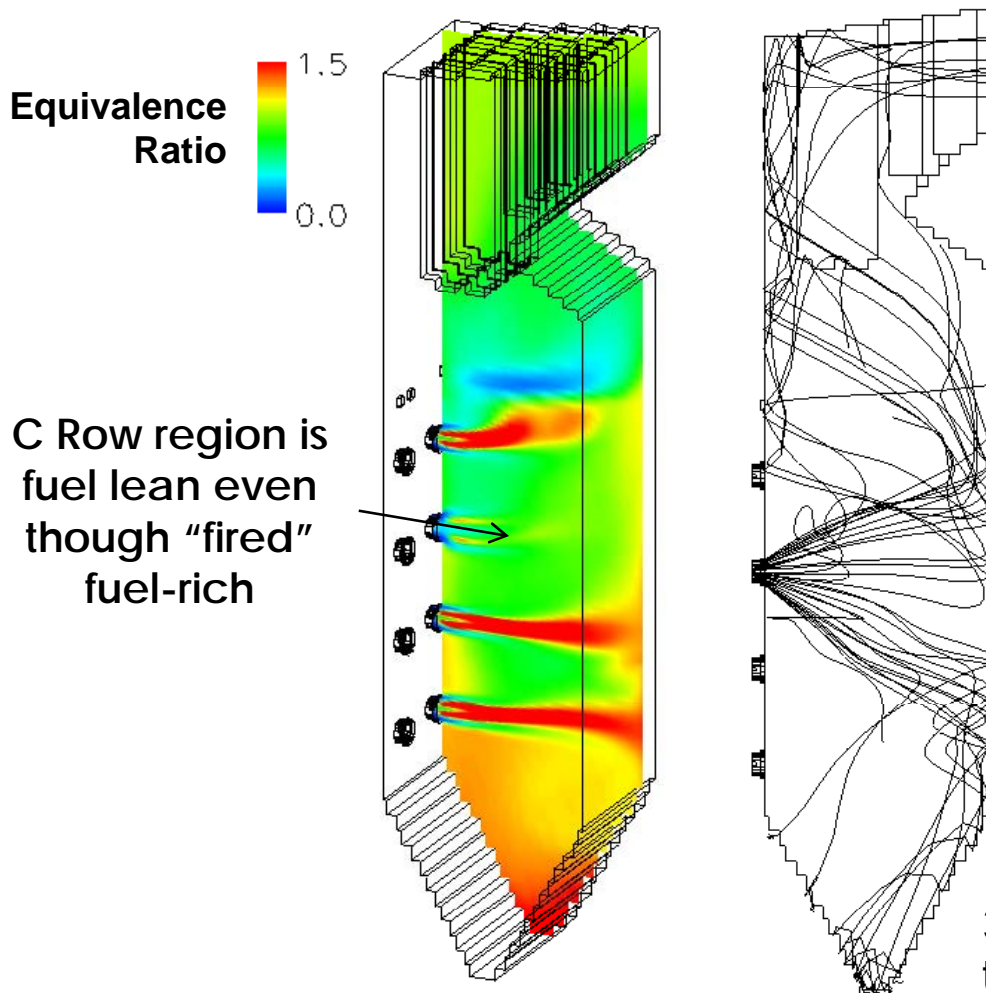 Equivalence
Ratio
1.5
0.0
C Row region is
fuel lean even
though “fired”
fuel-rich